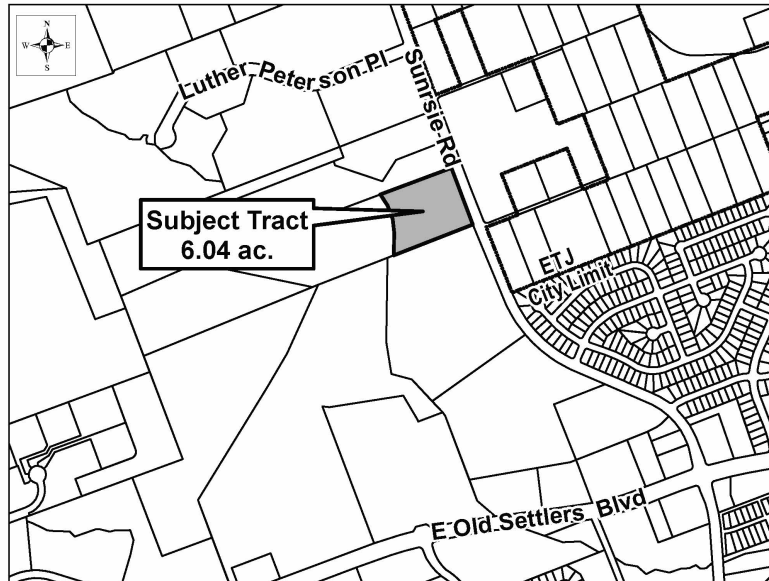 N
W E
S
Luther Peterson Pl
Sunrsie Rd
Subject Tract
6.04 ac.
ETJ
City Limit
E Old Settlers Blvd